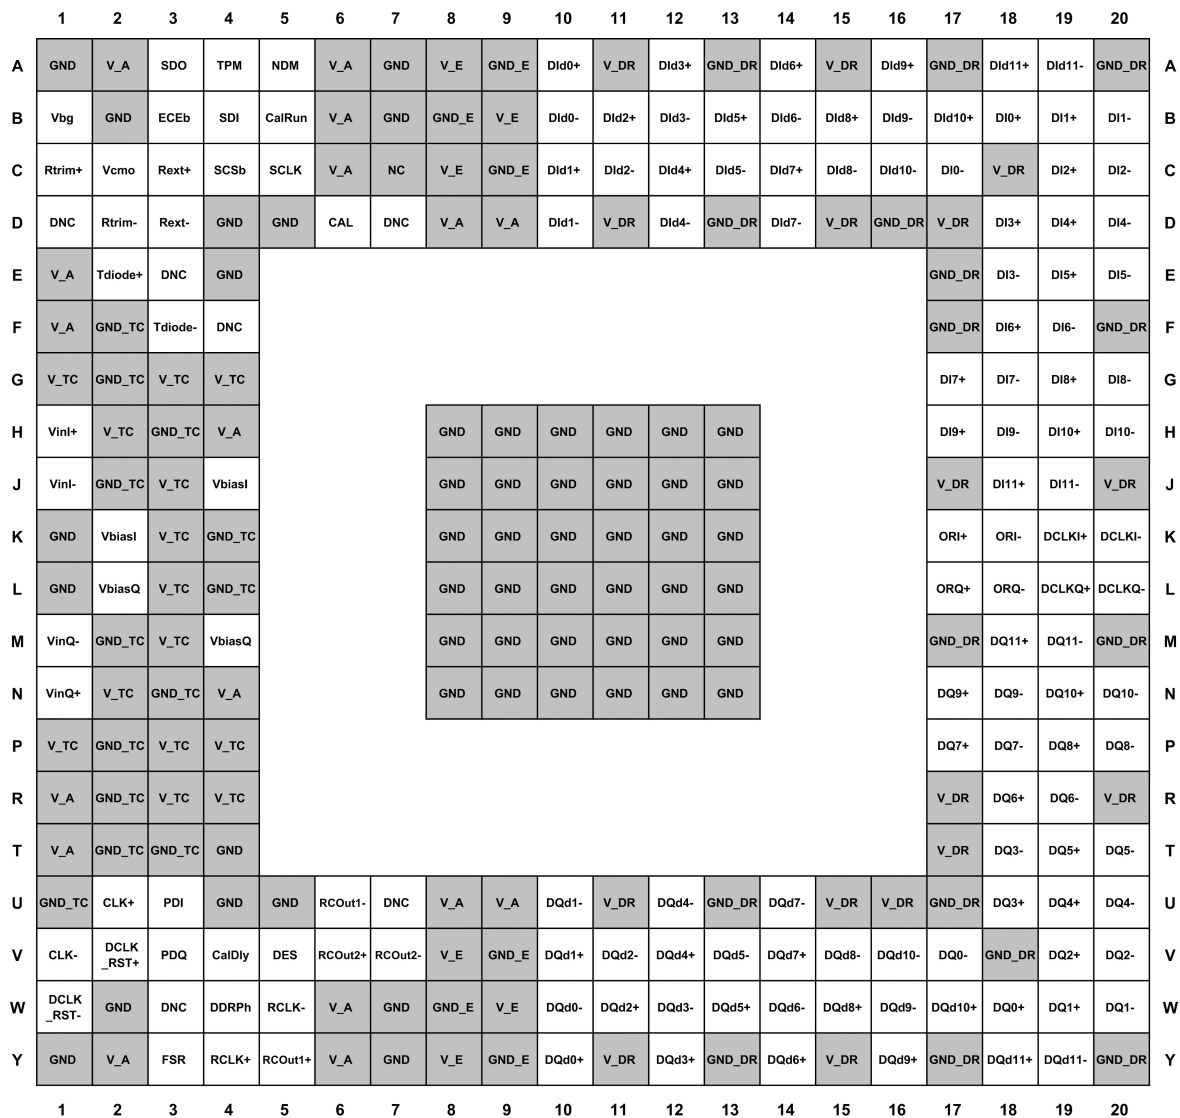 1 2 3 4 5 6 7 8 9 10 11 12 13 14 15 16 17 18 19 20
A GND V_A SDO TPM NDM V_A GND V_E GND_E DId0+ V_DR DId3+ GND_DR DId6+ V_DR DId9+ GND_DR DId11+ DId11- GND_DR A
B Vbg GND ECEb SDI CalRun V_A GND GND_E V_E DId0- DId2+ DId3- DId5+ DId6- DId8+ DId9- DId10+ DI0+ DI1+ DI1- B
C Rtrim+ Vcmo Rext+ SCSb SCLK V_A NC V_E GND_E DId1+ DId2- DId4+ DId5- DId7+ DId8- DId10- DI0- V_DR DI2+ DI2- C
D DNC Rtrim- Rext- GND GND CAL DNC V_A V_A DId1- V_DR DId4- GND_DR DId7- V_DR GND_DR V_DR DI3+ DI4+ DI4- D
E V_A Tdiode+ DNC GND GND_DR DI3- DI5+ DI5- E
F V_A GND_TC Tdiode- DNC GND_DR DI6+ DI6- GND_DR F
G V_TC GND_TC V_TC V_TC DI7+ DI7- DI8+ DI8- G
H VinI+ V_TC GND_TC V_A GND GND GND GND GND GND DI9+ DI9- DI10+ DI10- H
J VinI- GND_TC V_TC VbiasI GND GND GND GND GND GND V_DR DI11+ DI11- V_DR J
K GND VbiasI V_TC GND_TC GND GND GND GND GND GND ORI+ ORI- DCLKI+ DCLKI- K
L GND VbiasQ V_TC GND_TC GND GND GND GND GND GND ORQ+ ORQ- DCLKQ+ DCLKQ- L
M VinQ- GND_TC V_TC VbiasQ GND GND GND GND GND GND GND_DR DQ11+ DQ11- GND_DR M
N VinQ+ V_TC GND_TC V_A GND GND GND GND GND GND DQ9+ DQ9- DQ10+ DQ10- N
P V_TC GND_TC V_TC V_TC DQ7+ DQ7- DQ8+ DQ8- P
R V_A GND_TC V_TC V_TC V_DR DQ6+ DQ6- V_DR R
T V_A GND_TC GND_TC GND V_DR DQ3- DQ5+ DQ5- T
U GND_TC CLK+ PDI GND GND RCOut1- DNC V_A V_A DQd1- V_DR DQd4- GND_DR DQd7- V_DR V_DR GND_DR DQ3+ DQ4+ DQ4- U
V CLK- DCLK _RST+ PDQ CalDly DES RCOut2+ RCOut2- V_E GND_E DQd1+ DQd2- DQd4+ DQd5- DQd7+ DQd8- DQd10- DQ0- GND_DR DQ2+ DQ2- V
W DCLK _RST- GND DNC DDRPh RCLK- V_A GND GND_E V_E DQd0- DQd2+ DQd3- DQd5+ DQd6- DQd8+ DQd9- DQd10+ DQ0+ DQ1+ DQ1- W
Y GND V_A FSR RCLK+ RCOut1+ V_A GND V_E GND_E DQd0+ V_DR DQd3+ GND_DR DQd6+ V_DR DQd9+ GND_DR DQd11+ DQd11- GND_DR Y
1 2 3 4 5 6 7 8 9 10 11 12 13 14 15 16 17 18 19 20